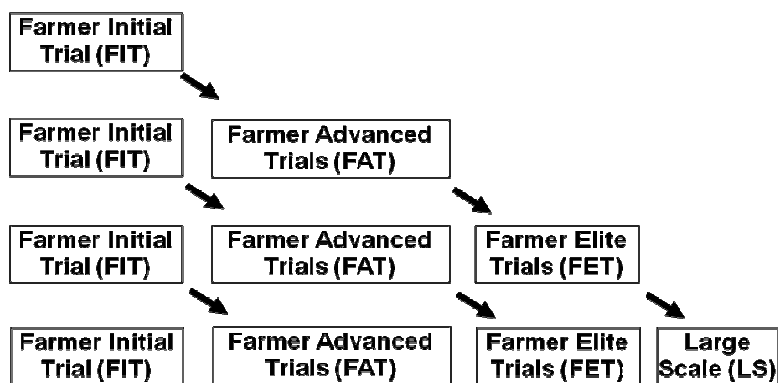 Farmer Initial
Trial (FIT)
Farmer Initial
Trial (FIT)
Farmer Advanced
Trials (FAT)
Farmer Initial
Trial (FIT)
Farmer Advanced
Trials (FAT)
Farmer Elite
Trials (FET)
Farmer Initial
Trial (FIT)
Farmer Advanced
Trials (FAT)
Farmer Elite
Trials (FET)
Large
Scale (LS)